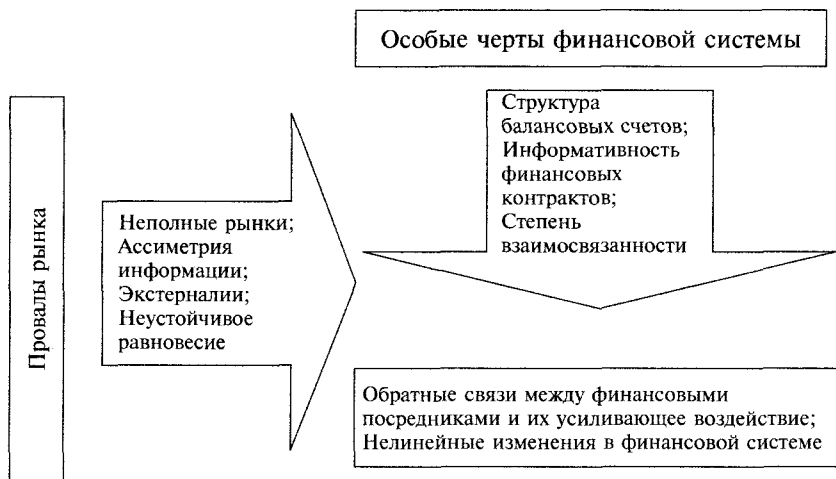 Особые черты финансовой системы
Структура
балансовых счетов;
Информативность
финансовых
контрактов;
Степень
взаимосвязанности
Провалы рынка
Неполные рынки;
Ассиметрия
информации;
Экстерналии;
Неустойчивое
равновесие
Обратные связи между финансовыми
посредниками и их усиливающее воздействие;
Нелинейные изменения в финансовой системе